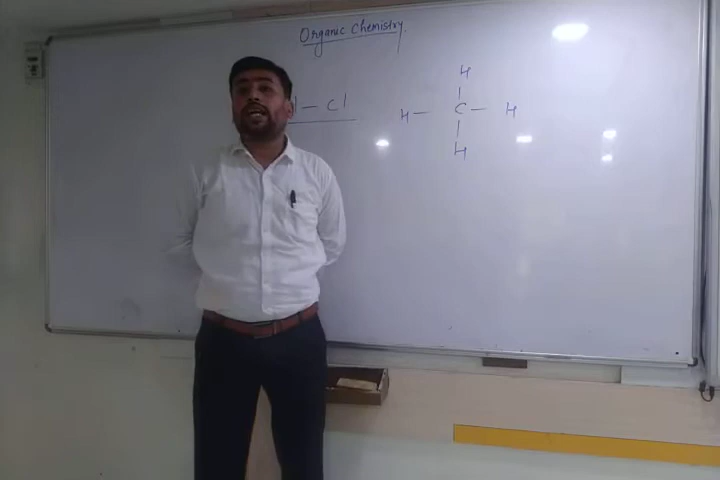 Organic Chemistry
H
l — Cl
H — C — H
H